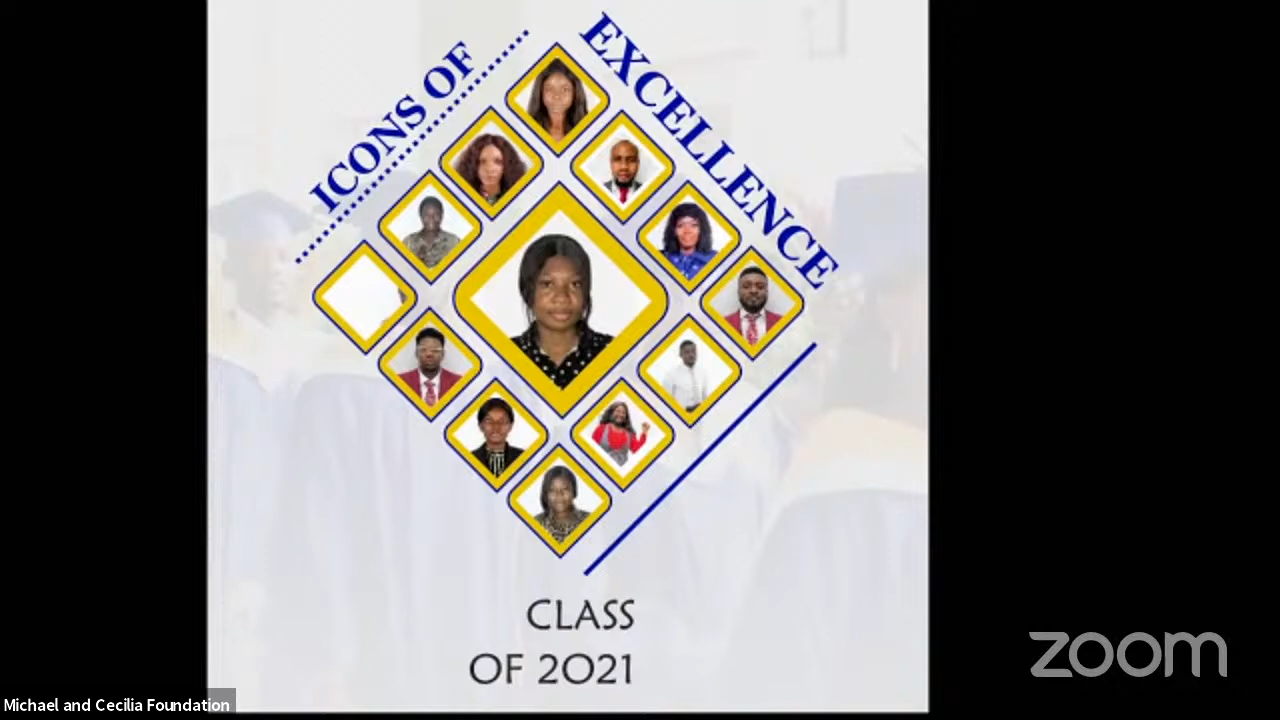 ICONS OF
EXCELLENCE
CLASS
OF 2021
zoom
Michael and Cecilia Foundation